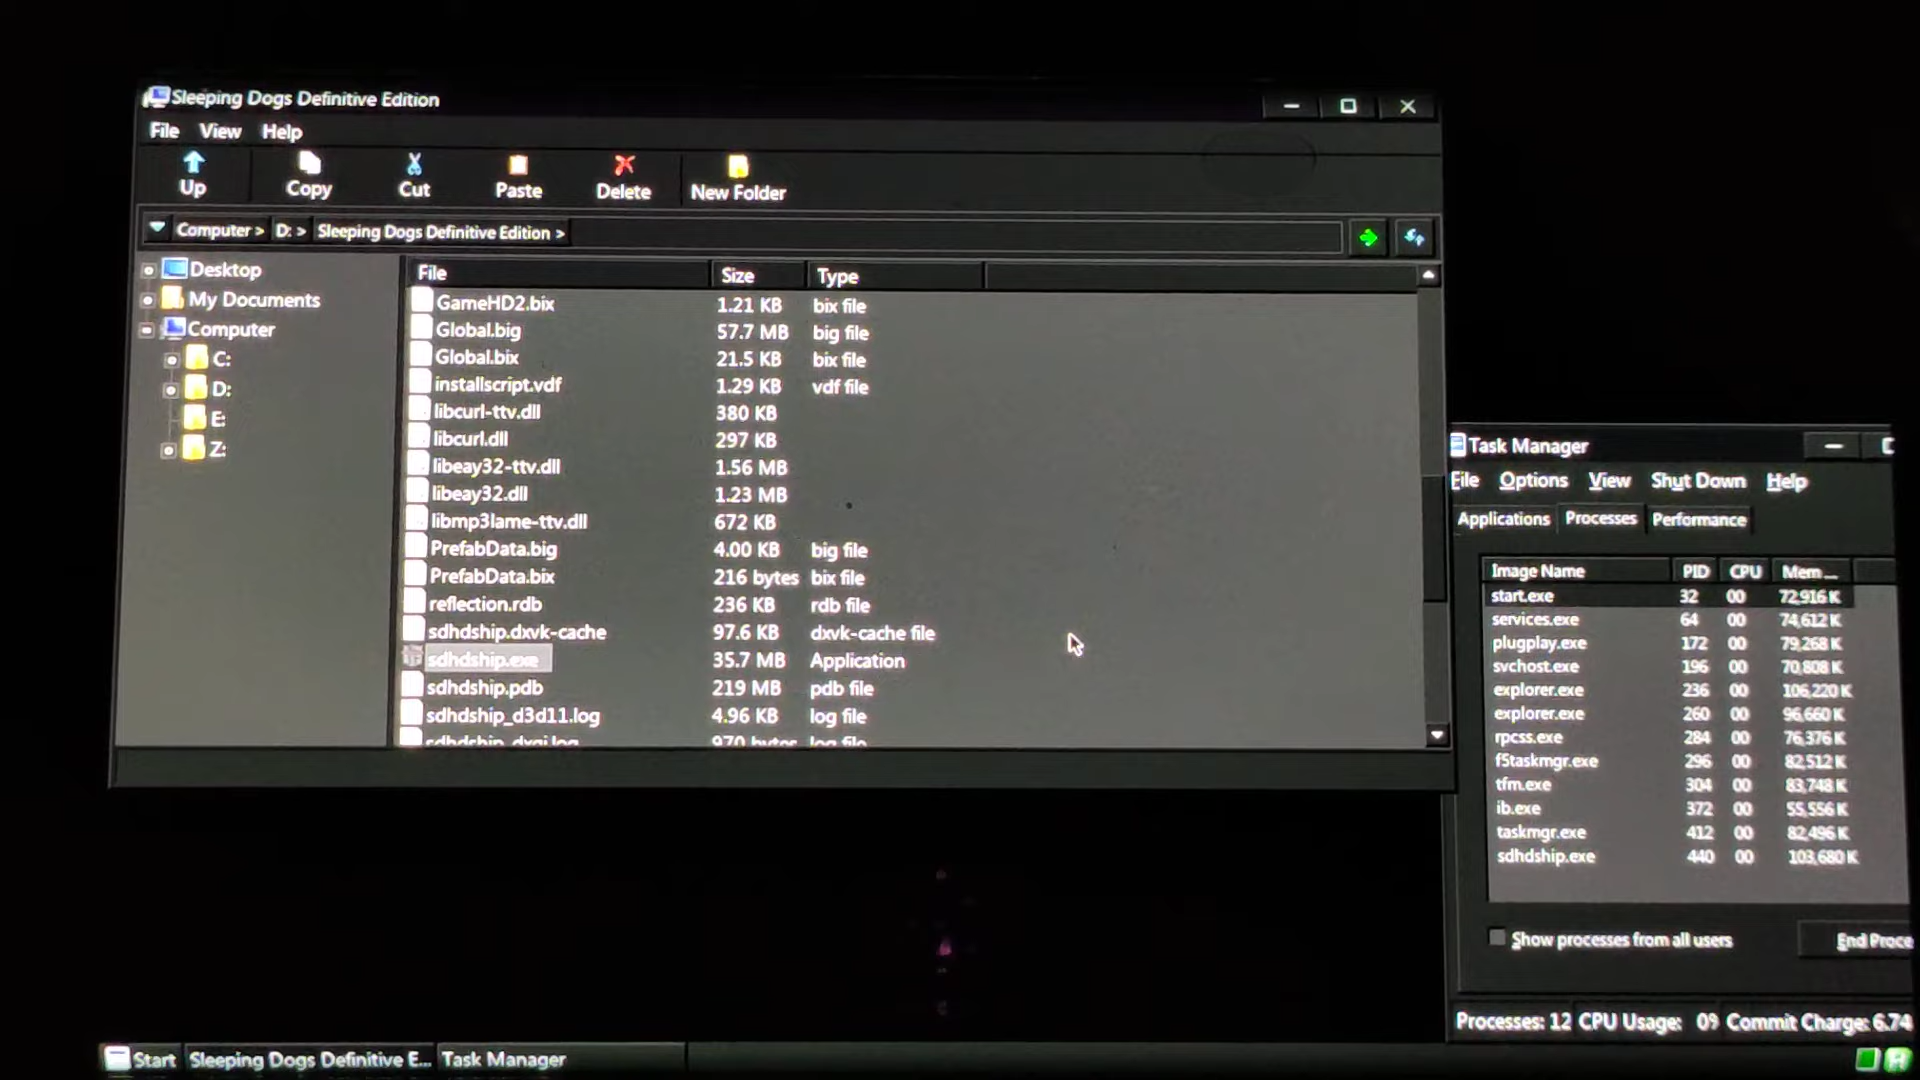 Sleeping Dogs Definitive Edition
File View Help
Up Copy Cut Paste Delete New Folder
Computer > D: > Sleeping Dogs Definitive Edition >
Desktop
My Documents
Computer
C:
D:
E:
Z:
File Size Type
GameHD2.bix 1.21 KB bix file
Global.big 57.7 MB big file
Global.bix 21.5 KB bix file
installscript.vdf 1.29 KB vdf file
libcurl-ttv.dll 380 KB
libcurl.dll 297 KB
libeay32-ttv.dll 1.56 MB
libeay32.dll 1.23 MB
libmp3lame-ttv.dll 672 KB
PrefabData.big 4.00 KB big file
PrefabData.bix 216 bytes bix file
reflection.rdb 236 KB rdb file
sdhdship.dxvk-cache 97.6 KB dxvk-cache file
sdhdship.exe 35.7 MB Application
sdhdship.pdb 219 MB pdb file
sdhdship_d3d11.log 4.96 KB log file
sdhdship_dxgi.log 970 bytes log file
Task Manager
File Options View Shut Down Help
Applications Processes Performance
Image Name PID CPU Mem...
start.exe 32 00 72,916 K
services.exe 64 00 74,612 K
plugplay.exe 172 00 79,268 K
svchost.exe 196 00 70,808 K
explorer.exe 236 00 106,220 K
explorer.exe 260 00 96,660 K
rpcss.exe 284 00 76,376 K
f5taskmgr.exe 296 00 82,512 K
tfm.exe 304 00 83,748 K
ib.exe 372 00 55,556 K
taskmgr.exe 412 00 82,496 K
sdhdship.exe 440 00 103,680 K
Show processes from all users
End Proce
Processes: 12 CPU Usage: 09 Commit Charge: 6.74
Start Sleeping Dogs Definitive E... Task Manager